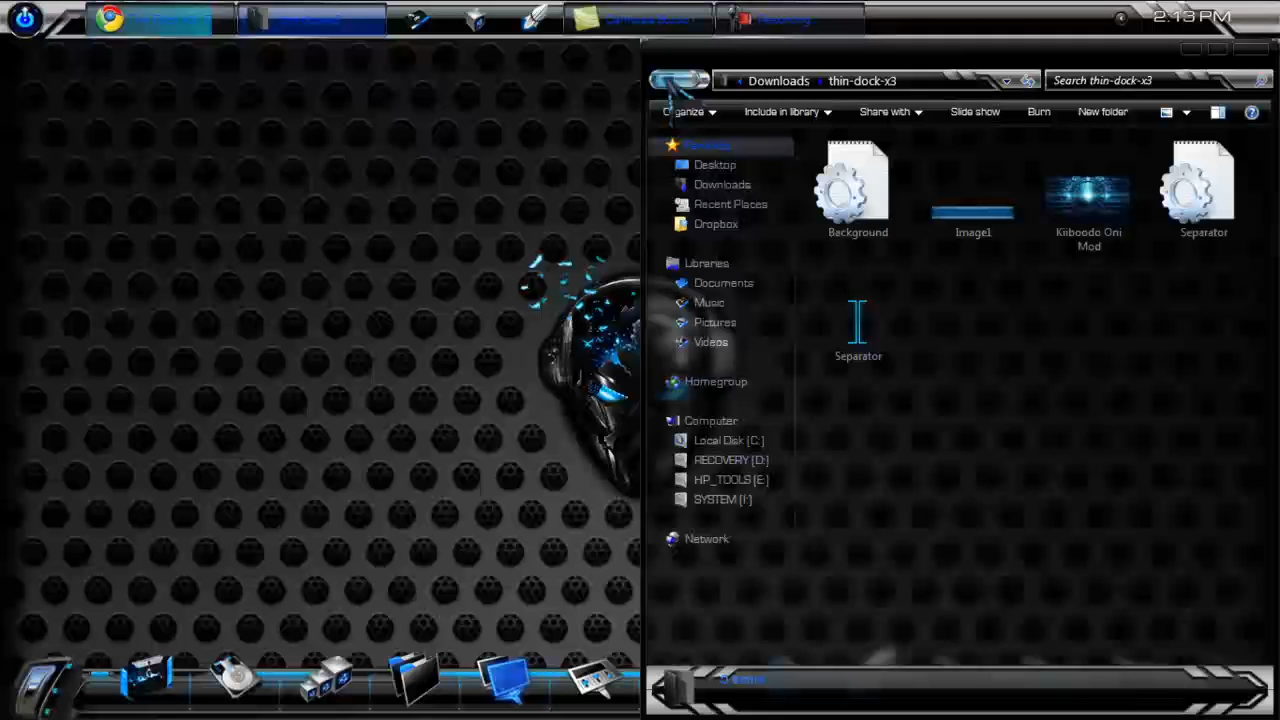 2:13 PM
Downloads thin-dock-x3 Search thin-dock-x3
Organize Include in library Share with Slide show Burn New folder
Desktop
Downloads
Recent Places
Dropbox
Libraries
Documents
Music
Pictures
Videos
Homegroup
Computer
Local Disk (C:)
RECOVERY (D:)
HP_TOOLS (E:)
SYSTEM (I:)
Network
Background Image1 Kiiboodo Oni Mod Separator
Separator